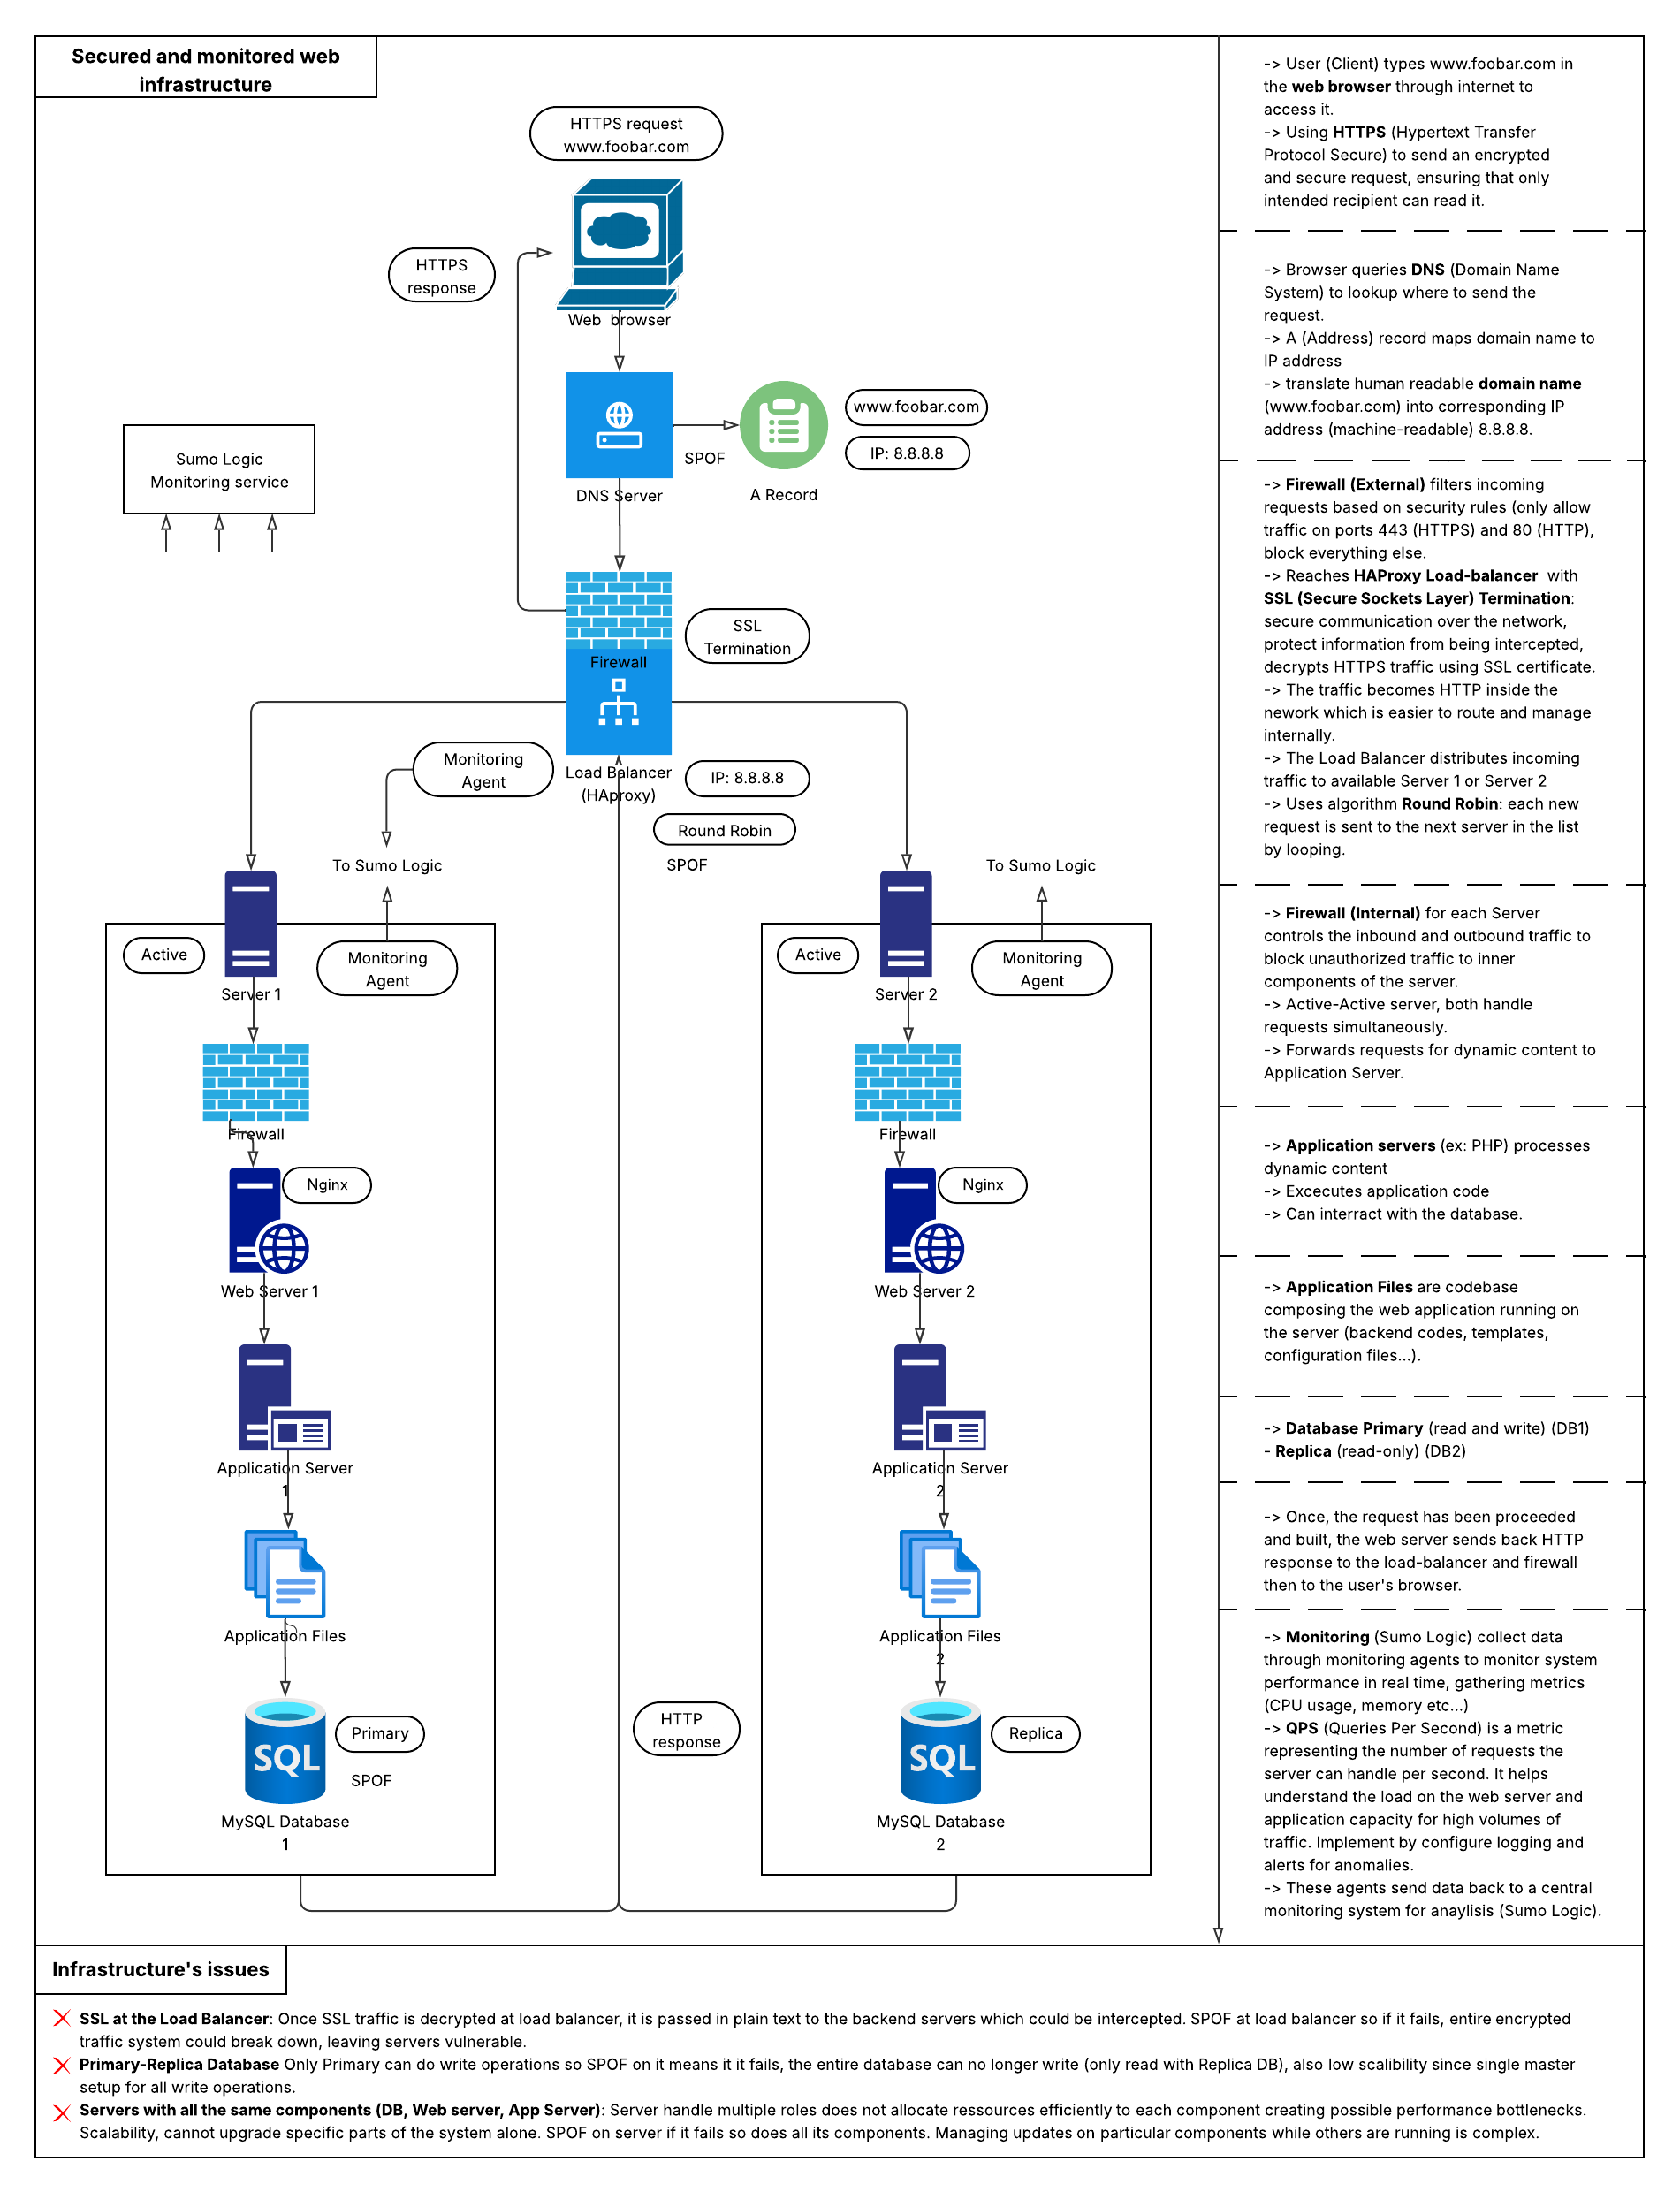 Secured and monitored web
infrastructure
HTTPS request
www.foobar.com
HTTPS
response
Web  browser
www.foobar.com
IP: 8.8.8.8
SPOF
DNS Server
A Record
Sumo Logic
Monitoring service
SSL
Termination
Firewall
Monitoring
Agent
Load Balancer
(HAproxy)
IP: 8.8.8.8
Round Robin
SPOF
To Sumo Logic
To Sumo Logic
Active
Monitoring
Agent
Server 1
Active
Monitoring
Agent
Server 2
Firewall
Firewall
Nginx
Nginx
Web Server 1
Web Server 2
Application Server
1
Application Server
2
Application Files
Application Files
2
Primary
SPOF
HTTP
response
Replica
SQL
SQL
MySQL Database
1
MySQL Database
2
-> User (Client) types www.foobar.com in
the web browser through internet to
access it.
-> Using HTTPS (Hypertext Transfer
Protocol Secure) to send an encrypted
and secure request, ensuring that only
intended recipient can read it.
-> Browser queries DNS (Domain Name
System) to lookup where to send the
request.
-> A (Address) record maps domain name to
IP address
-> translate human readable domain name
(www.foobar.com) into corresponding IP
address (machine-readable) 8.8.8.8.
-> Firewall (External) filters incoming
requests based on security rules (only allow
traffic on ports 443 (HTTPS) and 80 (HTTP),
block everything else.
-> Reaches HAProxy Load-balancer  with
SSL (Secure Sockets Layer) Termination:
secure communication over the network,
protect information from being intercepted,
decrypts HTTPS traffic using SSL certificate.
-> The traffic becomes HTTP inside the
nework which is easier to route and manage
internally.
-> The Load Balancer distributes incoming
traffic to available Server 1 or Server 2
-> Uses algorithm Round Robin: each new
request is sent to the next server in the list
by looping.
-> Firewall (Internal) for each Server
controls the inbound and outbound traffic to
block unauthorized traffic to inner
components of the server.
-> Active-Active server, both handle
requests simultaneously.
-> Forwards requests for dynamic content to
Application Server.
-> Application servers (ex: PHP) processes
dynamic content
-> Excecutes application code
-> Can interract with the database.
-> Application Files are codebase
composing the web application running on
the server (backend codes, templates,
configuration files...).
-> Database Primary (read and write) (DB1)
- Replica (read-only) (DB2)
-> Once, the request has been proceeded
and built, the web server sends back HTTP
response to the load-balancer and firewall
then to the user's browser.
-> Monitoring (Sumo Logic) collect data
through monitoring agents to monitor system
performance in real time, gathering metrics
(CPU usage, memory etc...)
-> QPS (Queries Per Second) is a metric
representing the number of requests the
server can handle per second. It helps
understand the load on the web server and
application capacity for high volumes of
traffic. Implement by configure logging and
alerts for anomalies.
-> These agents send data back to a central
monitoring system for anaylisis (Sumo Logic).
Infrastructure's issues
SSL at the Load Balancer: Once SSL traffic is decrypted at load balancer, it is passed in plain text to the backend servers which could be intercepted. SPOF at load balancer so if it fails, entire encrypted
traffic system could break down, leaving servers vulnerable.
Primary-Replica Database Only Primary can do write operations so SPOF on it means it it fails, the entire database can no longer write (only read with Replica DB), also low scalibility since single master
setup for all write operations.
Servers with all the same components (DB, Web server, App Server): Server handle multiple roles does not allocate ressources efficiently to each component creating possible performance bottlenecks.
Scalability, cannot upgrade specific parts of the system alone. SPOF on server if it fails so does all its components. Managing updates on particular components while others are running is complex.